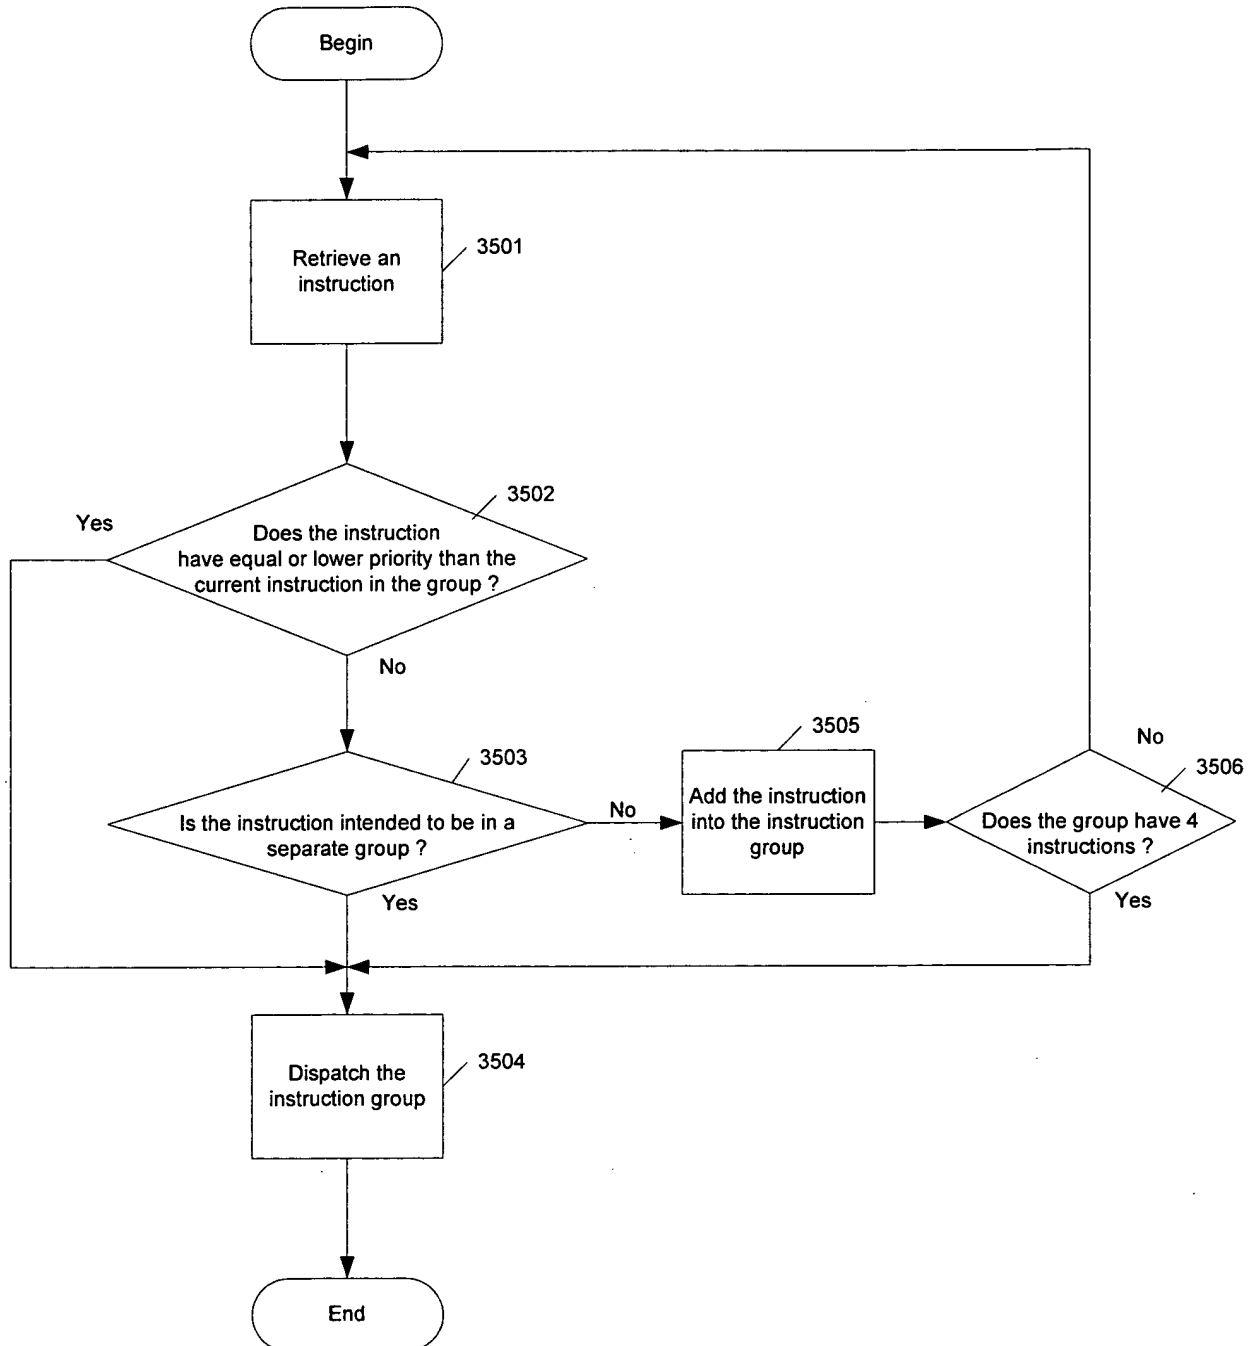 Begin
Retrieve an
instruction
3501
3502
Yes
Does the instruction
have equal or lower priority than the
current instruction in the group ?
No
3503
Is the instruction intended to be in a
separate group ?
No
Yes
3505
Add the instruction
into the instruction
group
No
3506
Does the group have 4
instructions ?
Yes
3504
Dispatch the
instruction group
End